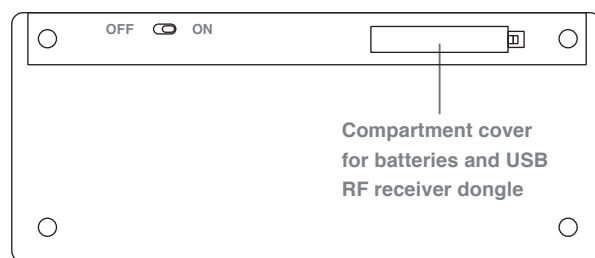 OFF ON
Compartment cover
for batteries and USB
RF receiver dongle